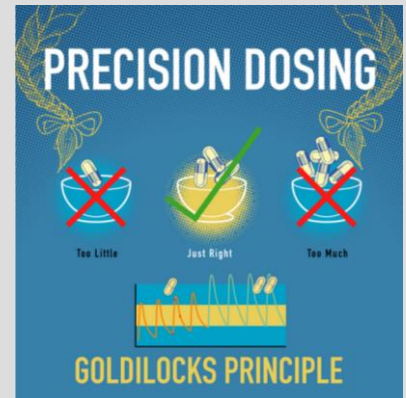 PRECISION DOSING
Too Little Just Right Too Much
GOLDILOCKS PRINCIPLE